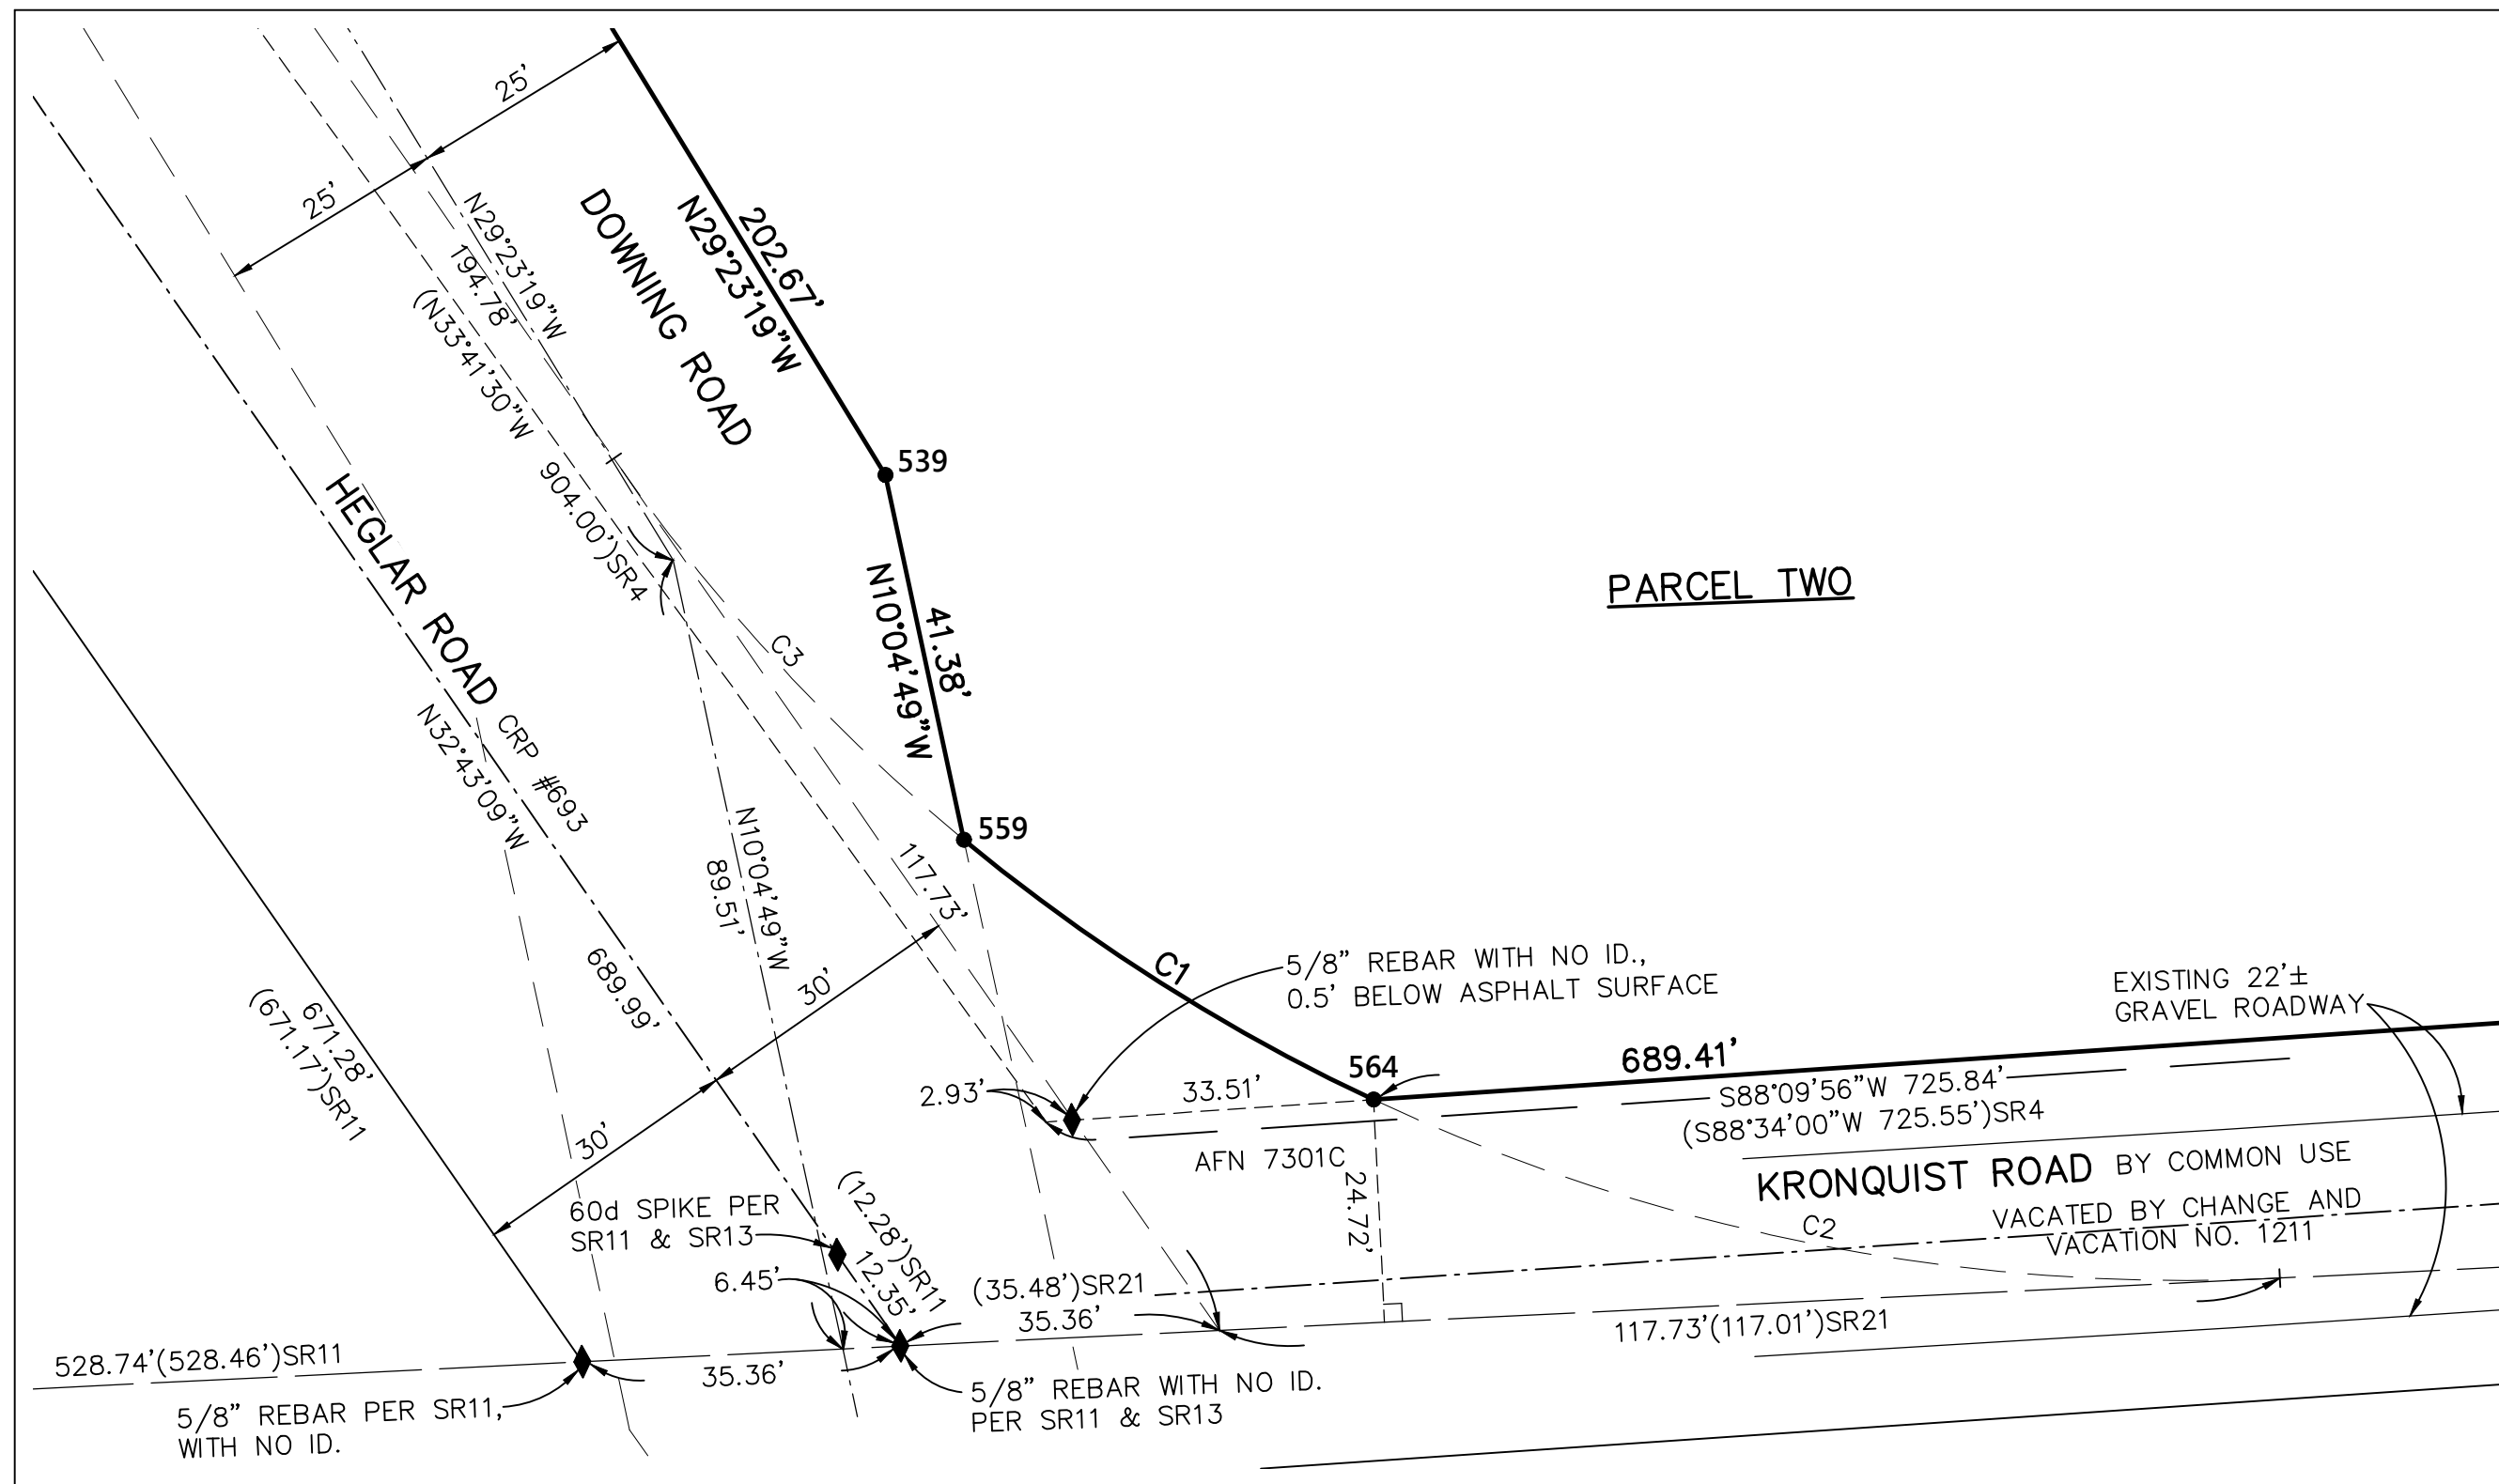 25'
25'
202.67'
N29°23'19"W
DOWNING ROAD
N29°23'19"W
194.78'
(N33°41'30"W 904.00')SR4
539
HEGLAR ROAD CRP #693
N32°43'09"W
PARCEL TWO
41.38'
N10°04'49"W
C3
559
117.73'
N10°04'49"W
89.51'
689.99'
30'
30'
C1
5/8" REBAR WITH NO ID.,
0.5' BELOW ASPHALT SURFACE
EXISTING 22'±
GRAVEL ROADWAY
671.28'
(671.17')SR11
564
689.41'
2.93'
33.51'
S88°09'56"W 725.84'
(S88°34'00"W 725.55')SR4
AFN 7301C
24.72'
KRONQUIST ROAD BY COMMON USE
VACATED BY CHANGE AND
VACATION NO. 1211
C2
60d SPIKE PER
SR11 & SR13
(12.28')SR11
12.35'
6.45'
(35.48')SR21
35.36'
117.73'(117.01')SR21
528.74'(528.46')SR11
35.36'
5/8" REBAR PER SR11,
WITH NO ID.
5/8" REBAR WITH NO ID.
PER SR11 & SR13